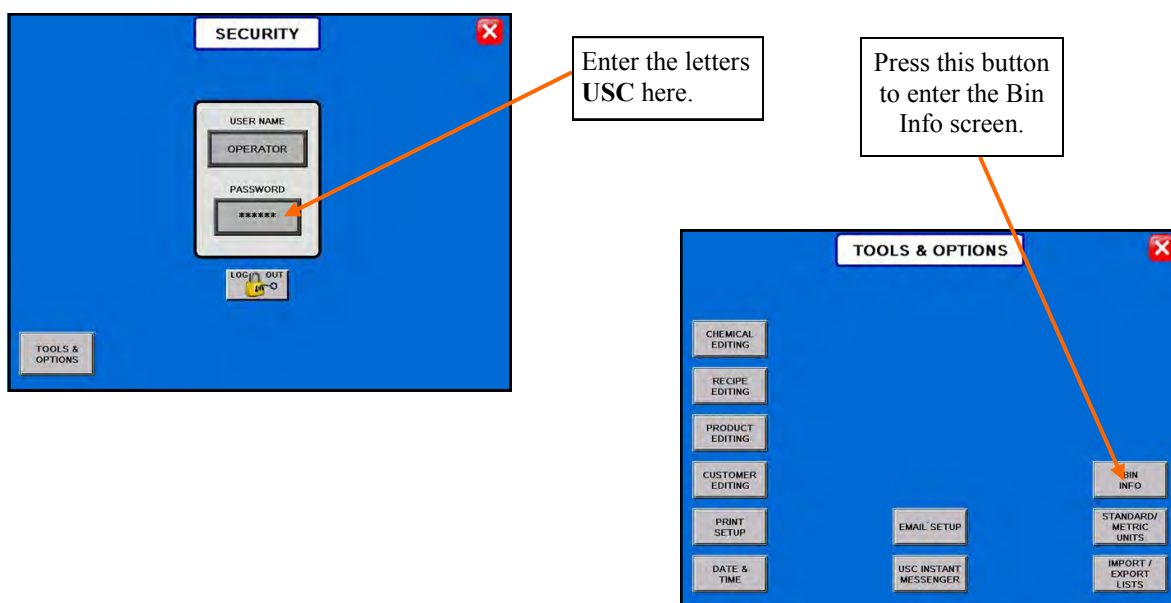 SECURITY
USER NAME
OPERATOR
PASSWORD
******
LOG OUT
TOOLS &
OPTIONS
Enter the letters
USC here.
Press this button
to enter the Bin
Info screen.
TOOLS & OPTIONS
CHEMICAL
EDITING
RECIPE
EDITING
PRODUCT
EDITING
CUSTOMER
EDITING
PRINT
SETUP
DATE &
TIME
EMAIL SETUP
USC INSTANT
MESSENGER
BIN
INFO
STANDARD/
METRIC
UNITS
IMPORT /
EXPORT
LISTS